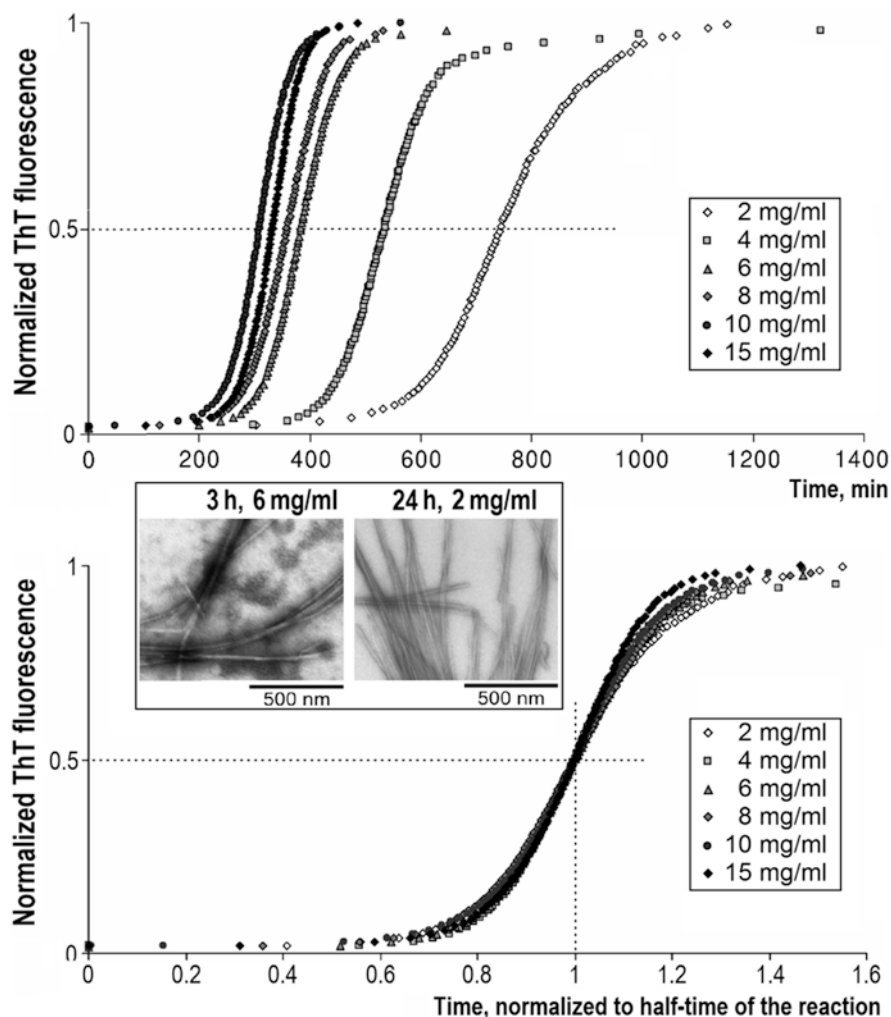 Normalized ThT fluorescence
1
0.5
0
2 mg/ml
4 mg/ml
6 mg/ml
8 mg/ml
10 mg/ml
15 mg/ml
0 200 400 600 800 1000 1200 1400
Time, min
3 h, 6 mg/ml 24 h, 2 mg/ml
500 nm 500 nm
Normalized ThT fluorescence
1
0.5
0
2 mg/ml
4 mg/ml
6 mg/ml
8 mg/ml
10 mg/ml
15 mg/ml
0 0.2 0.4 0.6 0.8 1 1.2 1.4 1.6
Time, normalized to half-time of the reaction